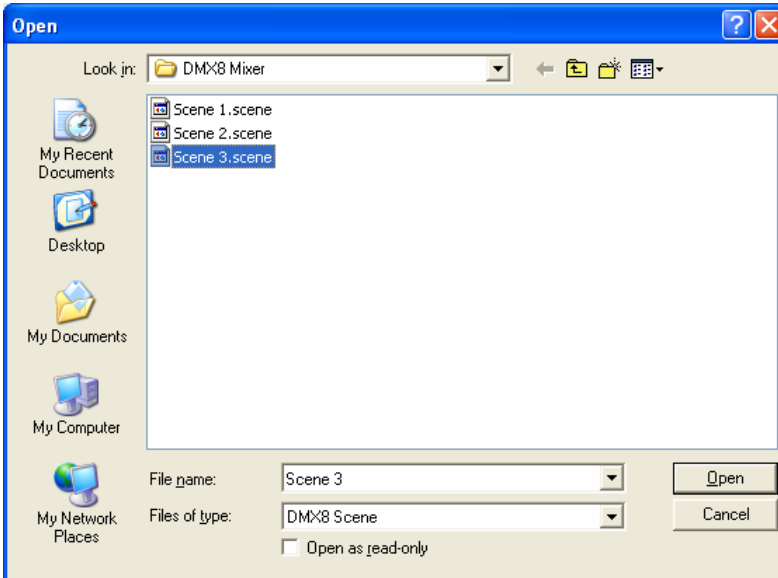 Open
Look in: DMX8 Mixer
My Recent
Documents
Desktop
My Documents
My Computer
My Network
Places
Scene 1.scene
Scene 2.scene
Scene 3.scene
File name: Scene 3 Open
Files of type: DMX8 Scene Cancel
Open as read-only